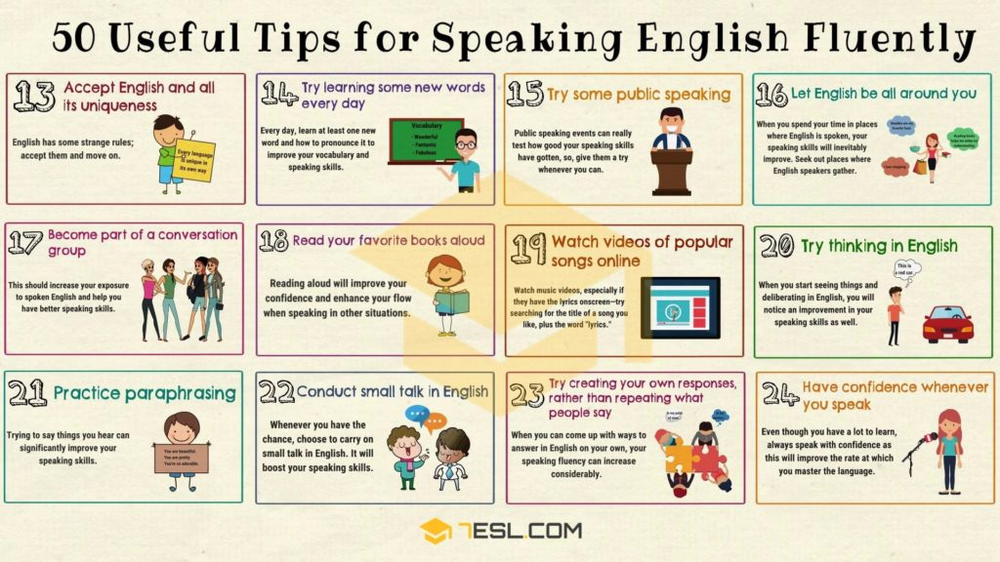 50 Useful Tips for Speaking English Fluently
13
Accept English and all
its uniqueness
English has some strange rules;
accept them and move on.
Every language
is unique in
its own way
14
Try learning some new words
every day
Every day, learn at least one new
word and how to pronounce it to
improve your vocabulary and
speaking skills.
Vocabulary
- Wonderful
- Fantastic
- Fabulous
15
Try some public speaking
Public speaking events can really
test how good your speaking skills
have gotten, so, give them a try
whenever you can.
16
Let English be all around you
When you spend your time in places
where English is spoken, your
speaking skills will inevitably
improve. Seek out places where
English speakers gather.
I love shopping.
17
Become part of a conversation
group
This should increase your exposure
to spoken English and help you
have better speaking skills.
18
Read your favorite books aloud
Reading aloud will improve your
confidence and enhance your flow
when speaking in other situations.
19
Watch videos of popular
songs online
Watch music videos, especially if
they have the lyrics onscreen—try
searching for the title of a song you
like, plus the word "lyrics."
20
Try thinking in English
When you start seeing things and
deliberating in English, you will
notice an improvement in your
speaking skills as well.
This is
a red car.
21
Practice paraphrasing
Trying to say things you hear can
significantly improve your
speaking skills.
You are beautiful.
You are pretty.
You're so adorable.
22
Conduct small talk in English
Whenever you have the
chance, choose to carry on
small talk in English. It will
boost your speaking skills.
23
Try creating your own responses,
rather than repeating what
people say
When you can come up with ways to
answer in English on your own, your
speaking fluency can increase
considerably.
24
Have confidence whenever
you speak
Even though you have a lot to learn,
always speak with confidence as
this will improve the rate at which
you master the language.
7ESL.COM